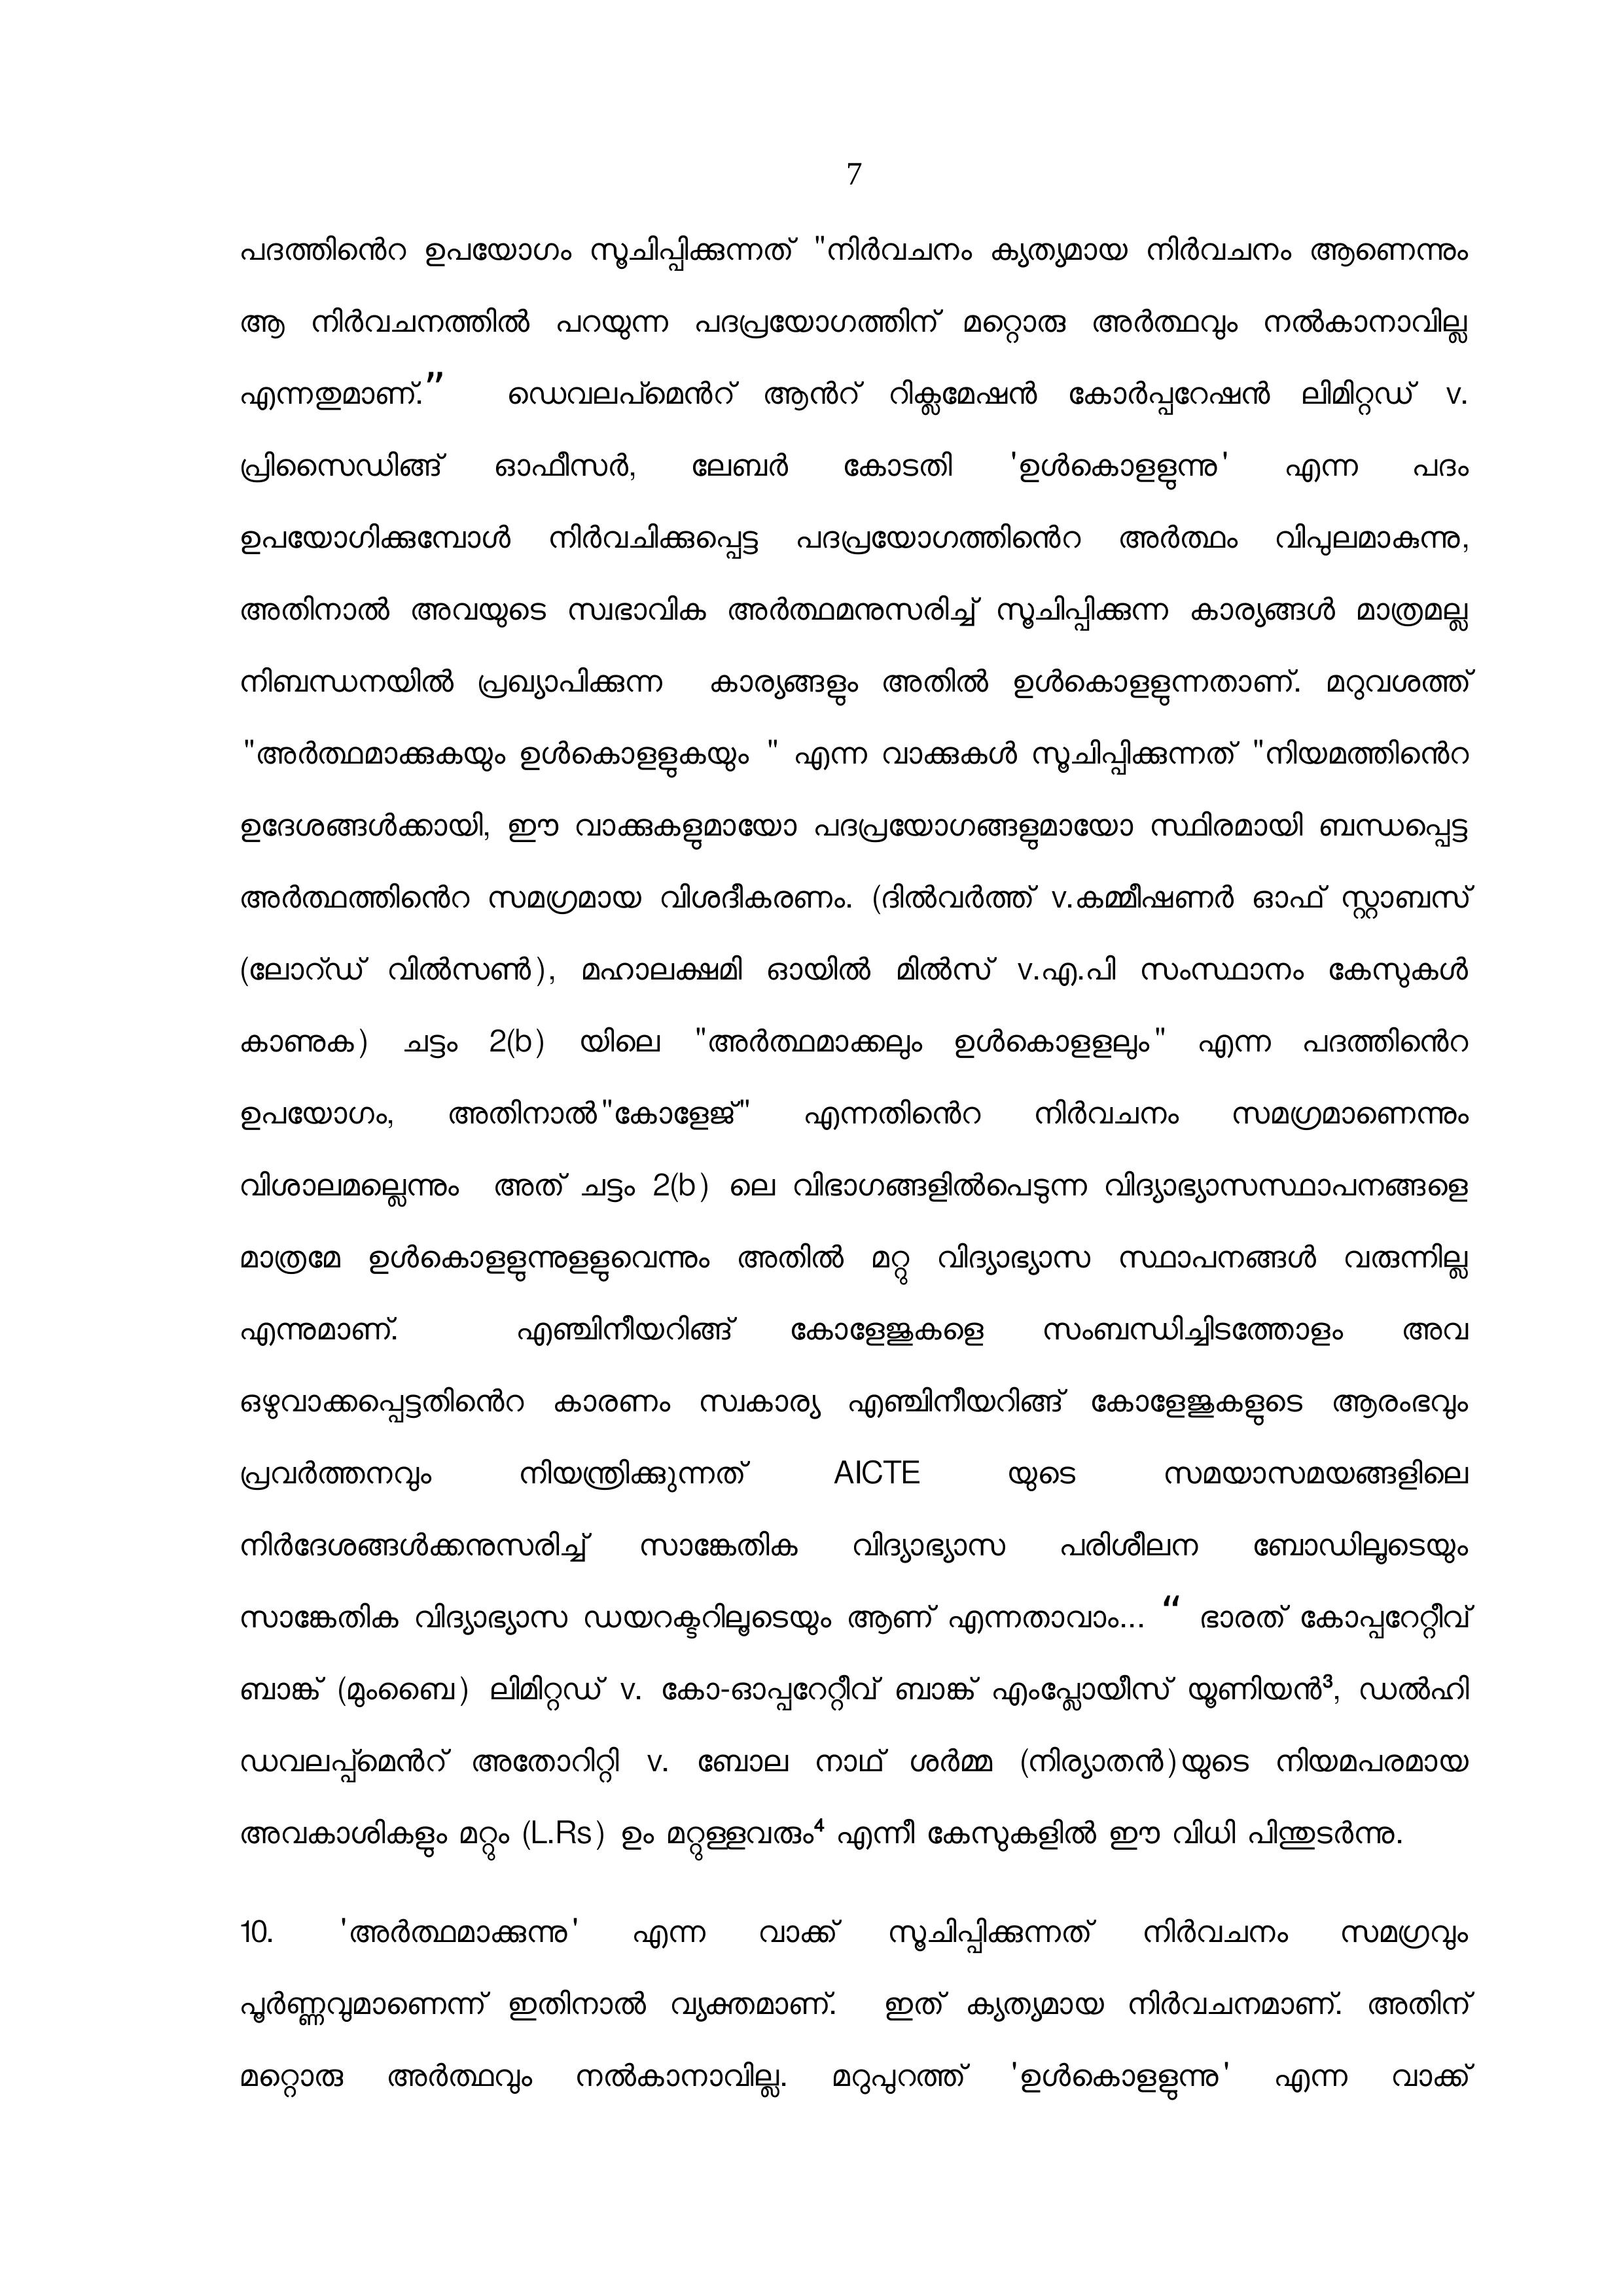 7
പദത്തിൻെറ ഉപയോഗം സൂചിപ്പിക്കുന്നത് "നിർവചനം ക്യത്യമായ നിർവചനം ആണെന്നും
ആ നിർവചനത്തിൽ പറയുന്ന പദപ്രയോഗത്തിന് മറ്റൊരു അർത്ഥവും നൽകാനാവില്ല
എന്നതുമാണ്.” ഡെവലപ്മെൻറ് ആൻറ് റിക്ലമേഷൻ കോർപ്പറേഷൻ ലിമിറ്റഡ് v.
പ്രിസൈഡിങ്ങ് ഓഫീസർ, ലേബർ കോടതി 'ഉൾകൊളളുന്നു' എന്ന പദം
ഉപയോഗിക്കുമ്പോൾ നിർവചിക്കുപ്പെട്ട പദപ്രയോഗത്തിൻെറ അർത്ഥം വിപുലമാകുന്നു,
അതിനാൽ അവയുടെ സ്വഭാവിക അർത്ഥമനുസരിച്ച് സൂചിപ്പിക്കുന്ന കാര്യങ്ങൾ മാത്രമല്ല
നിബന്ധനയിൽ പ്രഖ്യാപിക്കുന്ന കാര്യങ്ങളും അതിൽ ഉൾകൊളളുന്നതാണ്. മറുവശത്ത്
"അർത്ഥമാക്കുകയും ഉൾകൊളളുകയും " എന്ന വാക്കുകൾ സൂചിപ്പിക്കുന്നത് "നിയമത്തിൻെറ
ഉദേശങ്ങൾക്കായി, ഈ വാക്കുകളുമായോ പദപ്രയോഗങ്ങളുമായോ സ്ഥിരമായി ബന്ധപ്പെട്ട
അർത്ഥത്തിൻെറ സമഗ്രമായ വിശദീകരണം. (ദിൽവർത്ത് v.കമ്മീഷണർ ഓഫ് സ്റ്റാബസ്
(ലോറ്ഡ് വിൽസൺ), മഹാലക്ഷമി ഓയിൽ മിൽസ് v.എ.പി സംസ്ഥാനം കേസുകൾ
കാണുക) ചട്ടം 2(b) യിലെ "അർത്ഥമാക്കലും ഉൾകൊളളലും" എന്ന പദത്തിൻെറ
ഉപയോഗം, അതിനാൽ"കോളേജ്" എന്നതിൻെറ നിർവചനം സമഗ്രമാണെന്നും
വിശാലമല്ലെന്നും അത് ചട്ടം 2(b) ലെ വിഭാഗങ്ങളിൽപെടുന്ന വിദ്യാഭ്യാസസ്ഥാപനങ്ങളെ
മാത്രമേ ഉൾകൊളളുന്നുളളുവെന്നും അതിൽ മറ്റു വിദ്യാഭ്യാസ സ്ഥാപനങ്ങൾ വരുന്നില്ല
എന്നുമാണ്. എഞ്ചിനീയറിങ്ങ് കോളേജുകളെ സംബന്ധിച്ചിടത്തോളം അവ
ഒഴുവാക്കപ്പെട്ടതിൻെറ കാരണം സ്വകാര്യ എഞ്ചിനീയറിങ്ങ് കോളേജുകളുടെ ആരംഭവും
പ്രവർത്തനവും നിയന്ത്രിക്കുുന്നത് AICTE യുടെ സമയാസമയങ്ങളിലെ
നിർദേശങ്ങൾക്കനുസരിച്ച് സാങ്കേതിക വിദ്യാഭ്യാസ പരിശീലന ബോഡിലൂടെയും
സാങ്കേതിക വിദ്യാഭ്യാസ ഡയറക്ടറിലൂടെയും ആണ് എന്നതാവാം... “ ഭാരത് കോപ്പറേറ്റീവ്
ബാങ്ക് (മുംബൈ) ലിമിറ്റഡ് v. കോ-ഓപ്പറേറ്റീവ് ബാങ്ക് എംപ്ലോയീസ് യൂണിയൻ³, ഡൽഹി
ഡവലപ്പ്മെൻറ് അതോറിറ്റി v. ബോല നാഥ് ശർമ്മ (നിര്യാതൻ)യുടെ നിയമപരമായ
അവകാശികളും മറ്റും (L.Rs) ഉം മറ്റുള്ളവരും⁴ എന്നീ കേസുകളിൽ ഈ വിധി പിന്തുടർന്നു.
10. 'അർത്ഥമാക്കുന്നു' എന്ന വാക്ക് സൂചിപ്പിക്കുന്നത് നിർവചനം സമഗ്രവും
പൂർണ്ണവുമാണെന്ന് ഇതിനാൽ വ്യക്തമാണ്. ഇത് ക്യത്യമായ നിർവചനമാണ്. അതിന്
മറ്റൊരു അർത്ഥവും നൽകാനാവില്ല. മറുപുറത്ത് 'ഉൾകൊളളുന്നു' എന്ന വാക്ക്